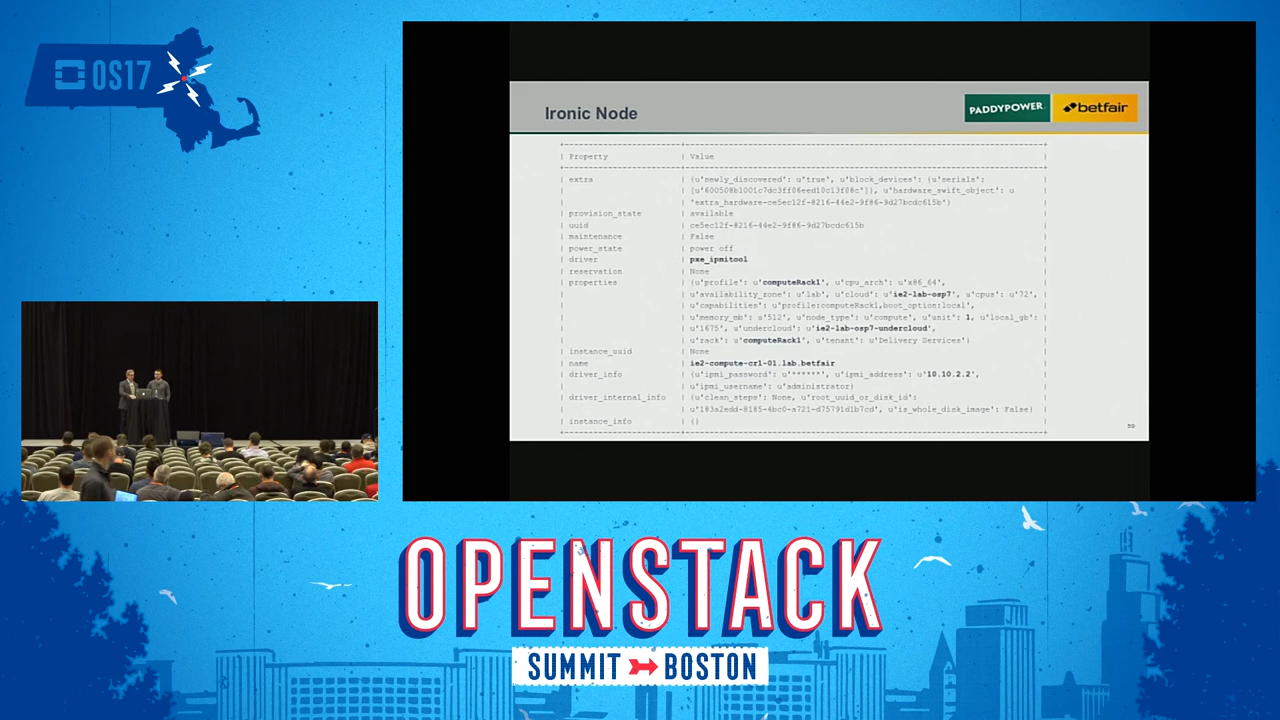 OS17
Ironic Node
PADDYPOWER.
betfair
| Property | Value |
| extra | {u'newly_discovered': u'true', u'block_devices': {u'serials':
| | [u'600508b1001c7dc3ff06eed10c13f08c']}, u'hardware_swift_object': u
| | 'extra_hardware-ce5ec12f-8216-44e2-9f86-9d27bcdc615b'} |
| provision_state | available |
| uuid | ce5ec12f-8216-44e2-9f86-9d27bcdc615b |
| maintenance | False |
| power_state | power off |
| driver | pxe_ipmitool |
| reservation | None |
| properties | {u'profile': u'computeRack1', u'cpu_arch': u'x86_64', |
| | u'availability_zone': u'lab', u'cloud': u'ie2-lab-osp7', u'cpus': u'72', |
| | u'capabilities': u'profile:computeRack1,boot_option:local', |
| | u'memory_mb': u'512', u'node_type': u'compute', u'unit': 1, u'local_gb': |
| | u'1675', u'undercloud': u'ie2-lab-osp7-undercloud', |
| | u'rack': u'computeRack1', u'tenant': u'Delivery Services'} |
| instance_uuid | None |
| name | ie2-compute-cr1-01.lab.betfair |
| driver_info | {u'ipmi_password': u'******', u'ipmi_address': u'10.10.2.2', |
| | u'ipmi_username': u'administrator} |
| driver_internal_info | {u'clean_steps': None, u'root_uuid_or_disk_id': |
| | u'183a2edd-8185-4bc0-a721-d75791d1b7cd', u'is_whole_disk_image': False} |
| instance_info | {} |
59
OPENSTACK
SUMMIT BOSTON